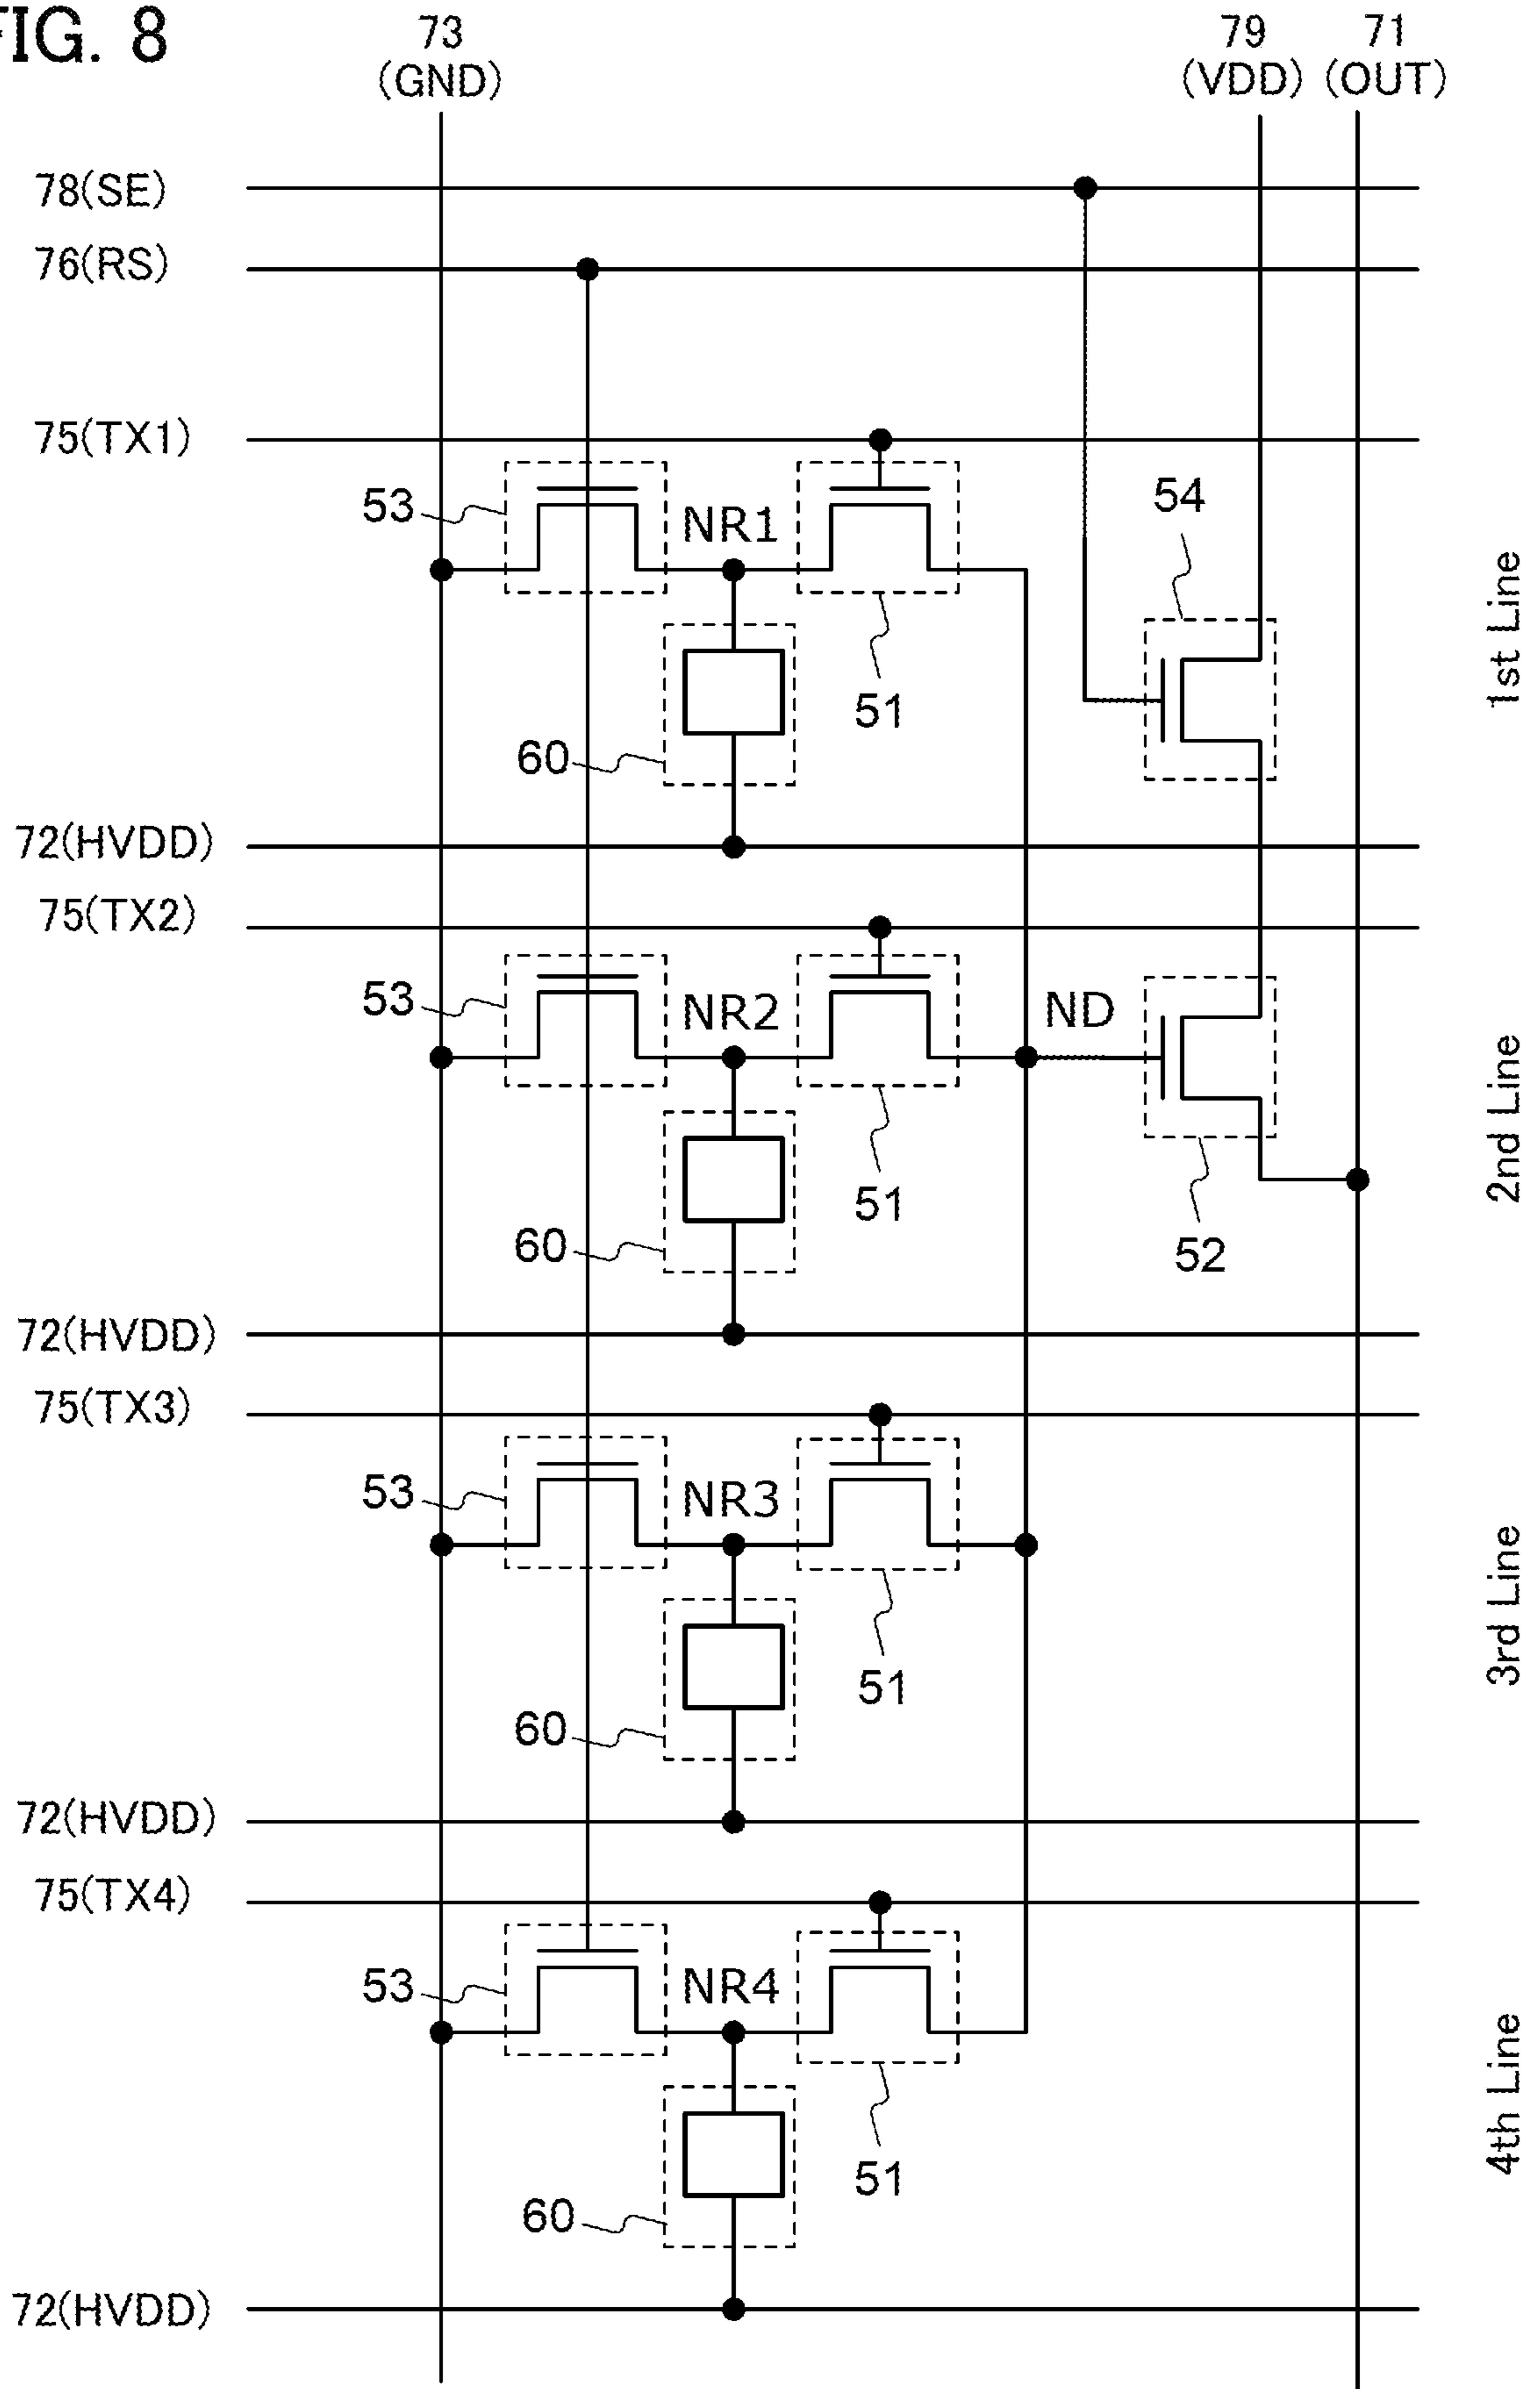 FIG. 8
73
(GND)
79
(VDD)
71
(OUT)
78(SE)
76(RS)
75(TX1)
53
NR1
54
51
60
1st Line
72(HVDD)
75(TX2)
53
NR2
ND
51
60
52
2nd Line
72(HVDD)
75(TX3)
53
NR3
51
60
3rd Line
72(HVDD)
75(TX4)
53
NR4
51
60
4th Line
72(HVDD)